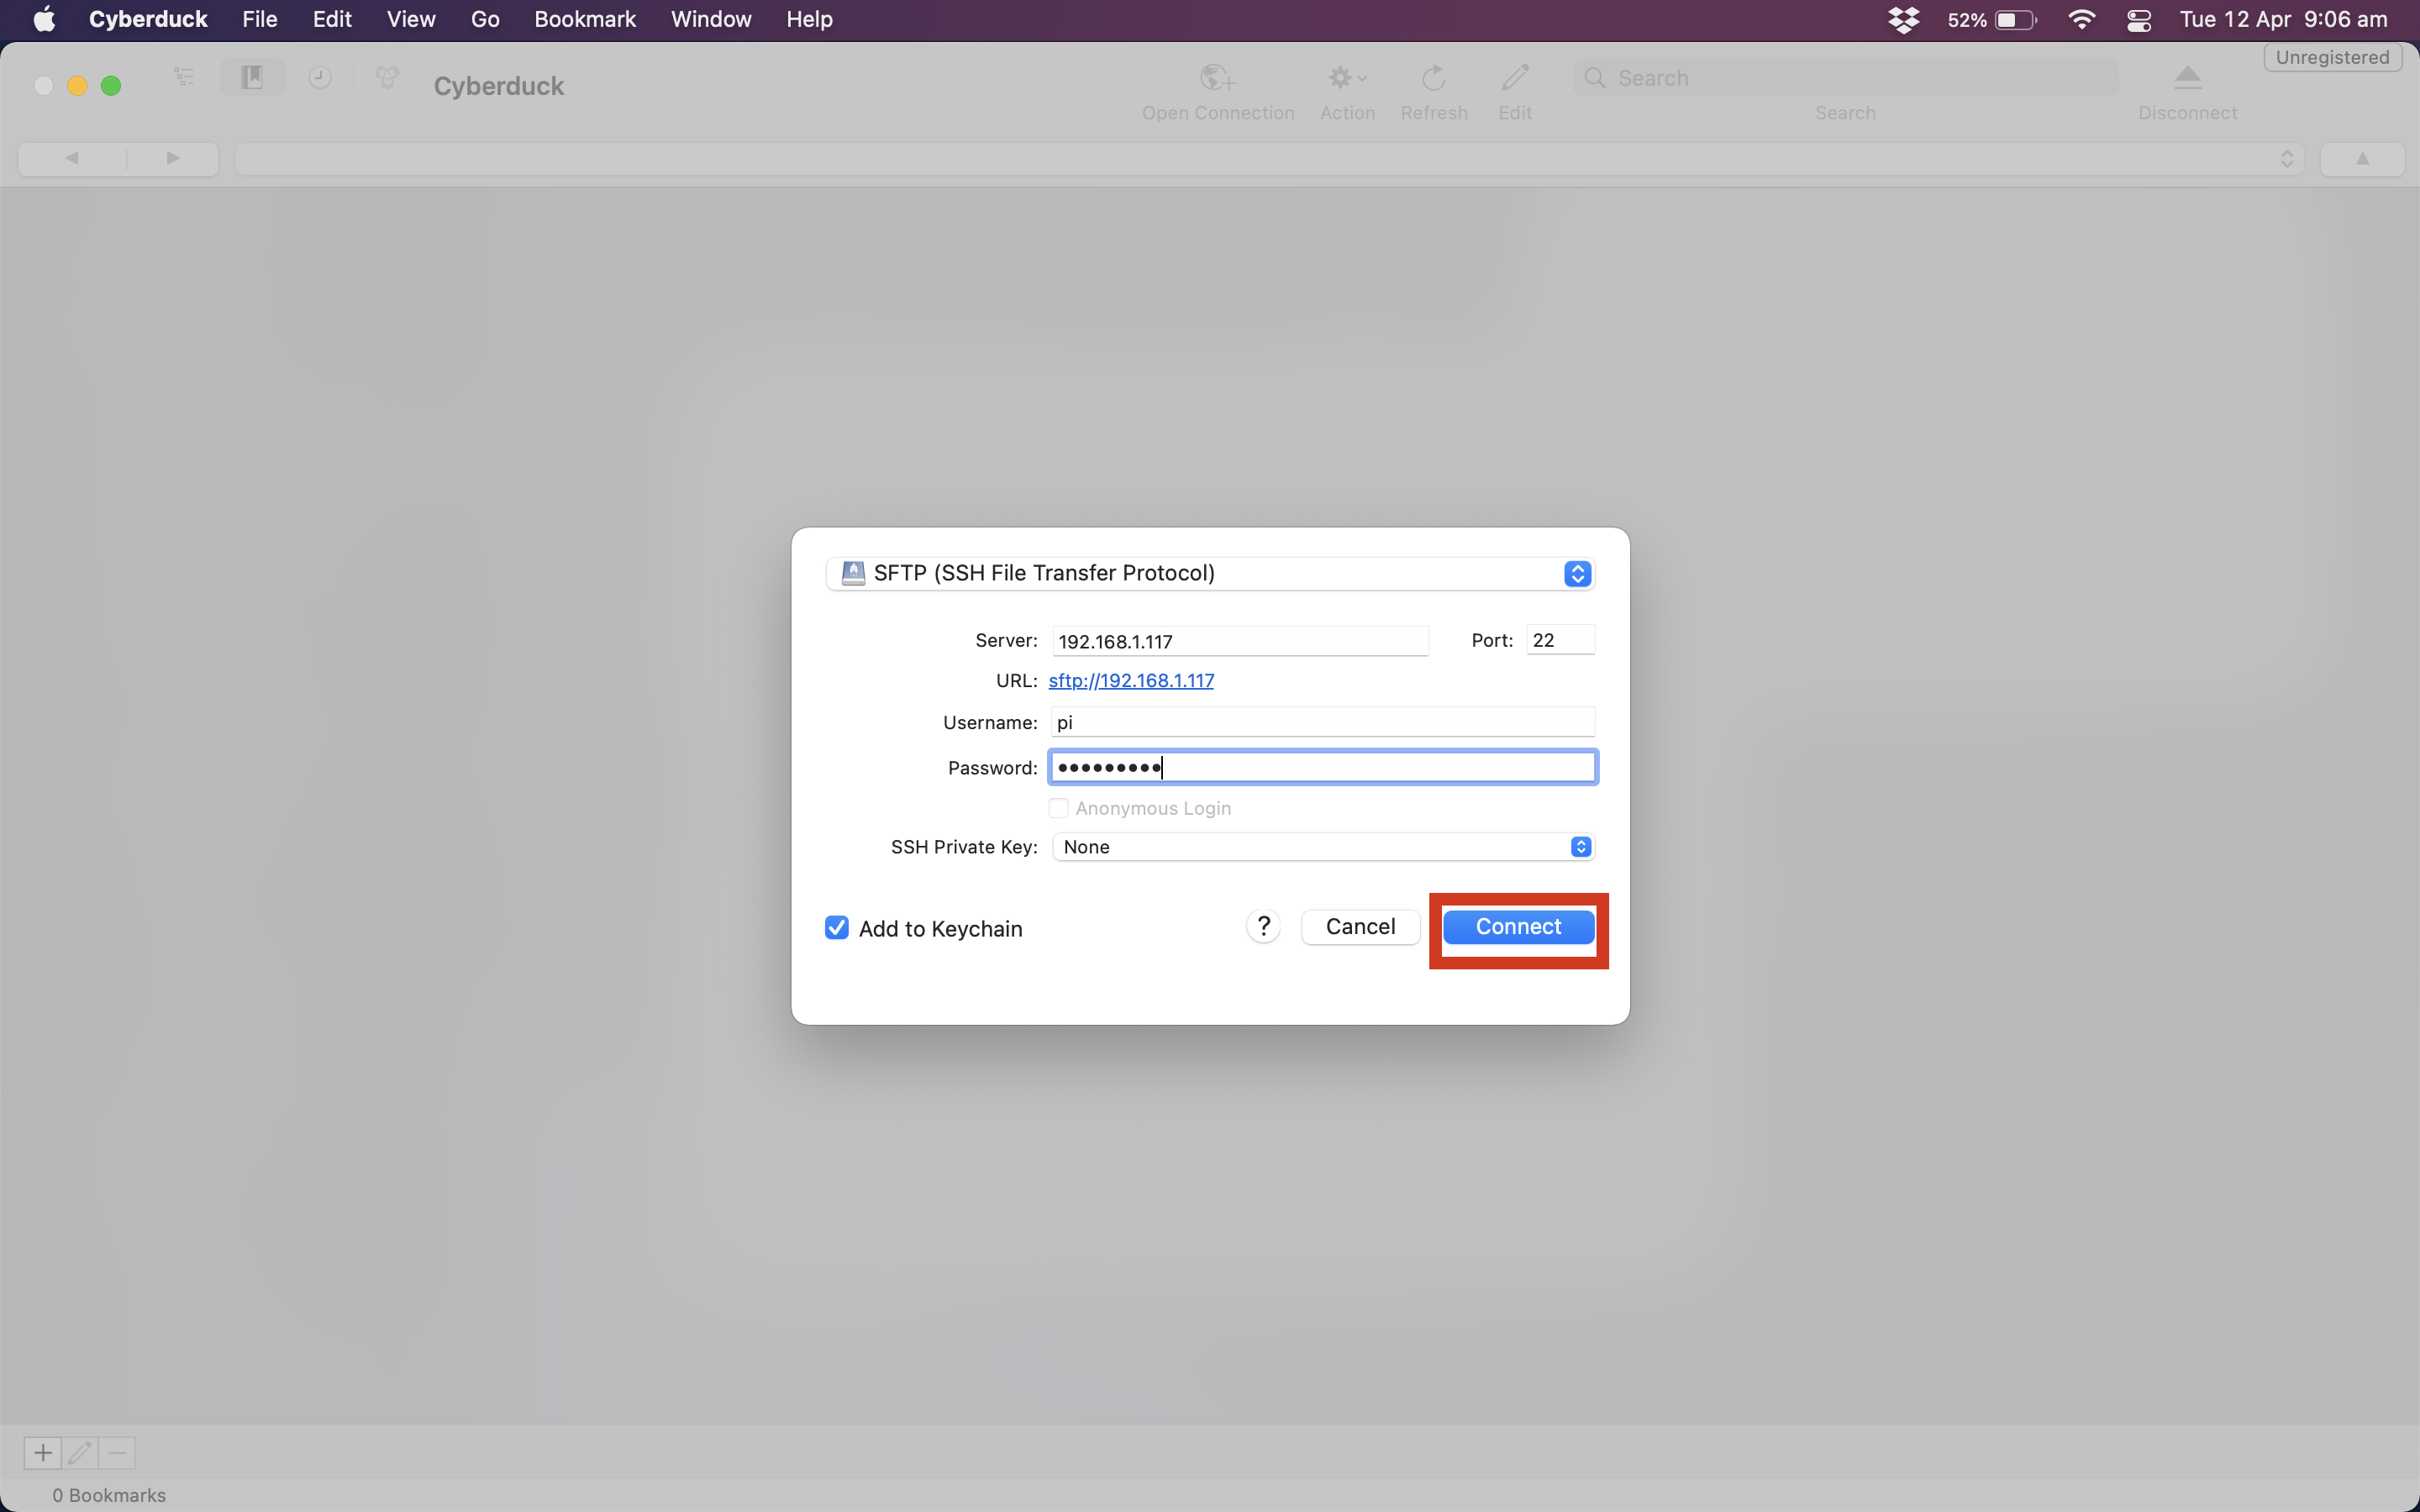 Cyberduck File Edit View Go Bookmark Window Help 52% Tue 12 Apr 9:06 am
Unregistered
Cyberduck
Search
Open Connection Action Refresh Edit Search Disconnect
SFTP (SSH File Transfer Protocol)
Server: 192.168.1.117 Port: 22
URL: sftp://192.168.1.117
Username: pi
Password: •••••••••
Anonymous Login
SSH Private Key: None
Add to Keychain ? Cancel Connect
0 Bookmarks